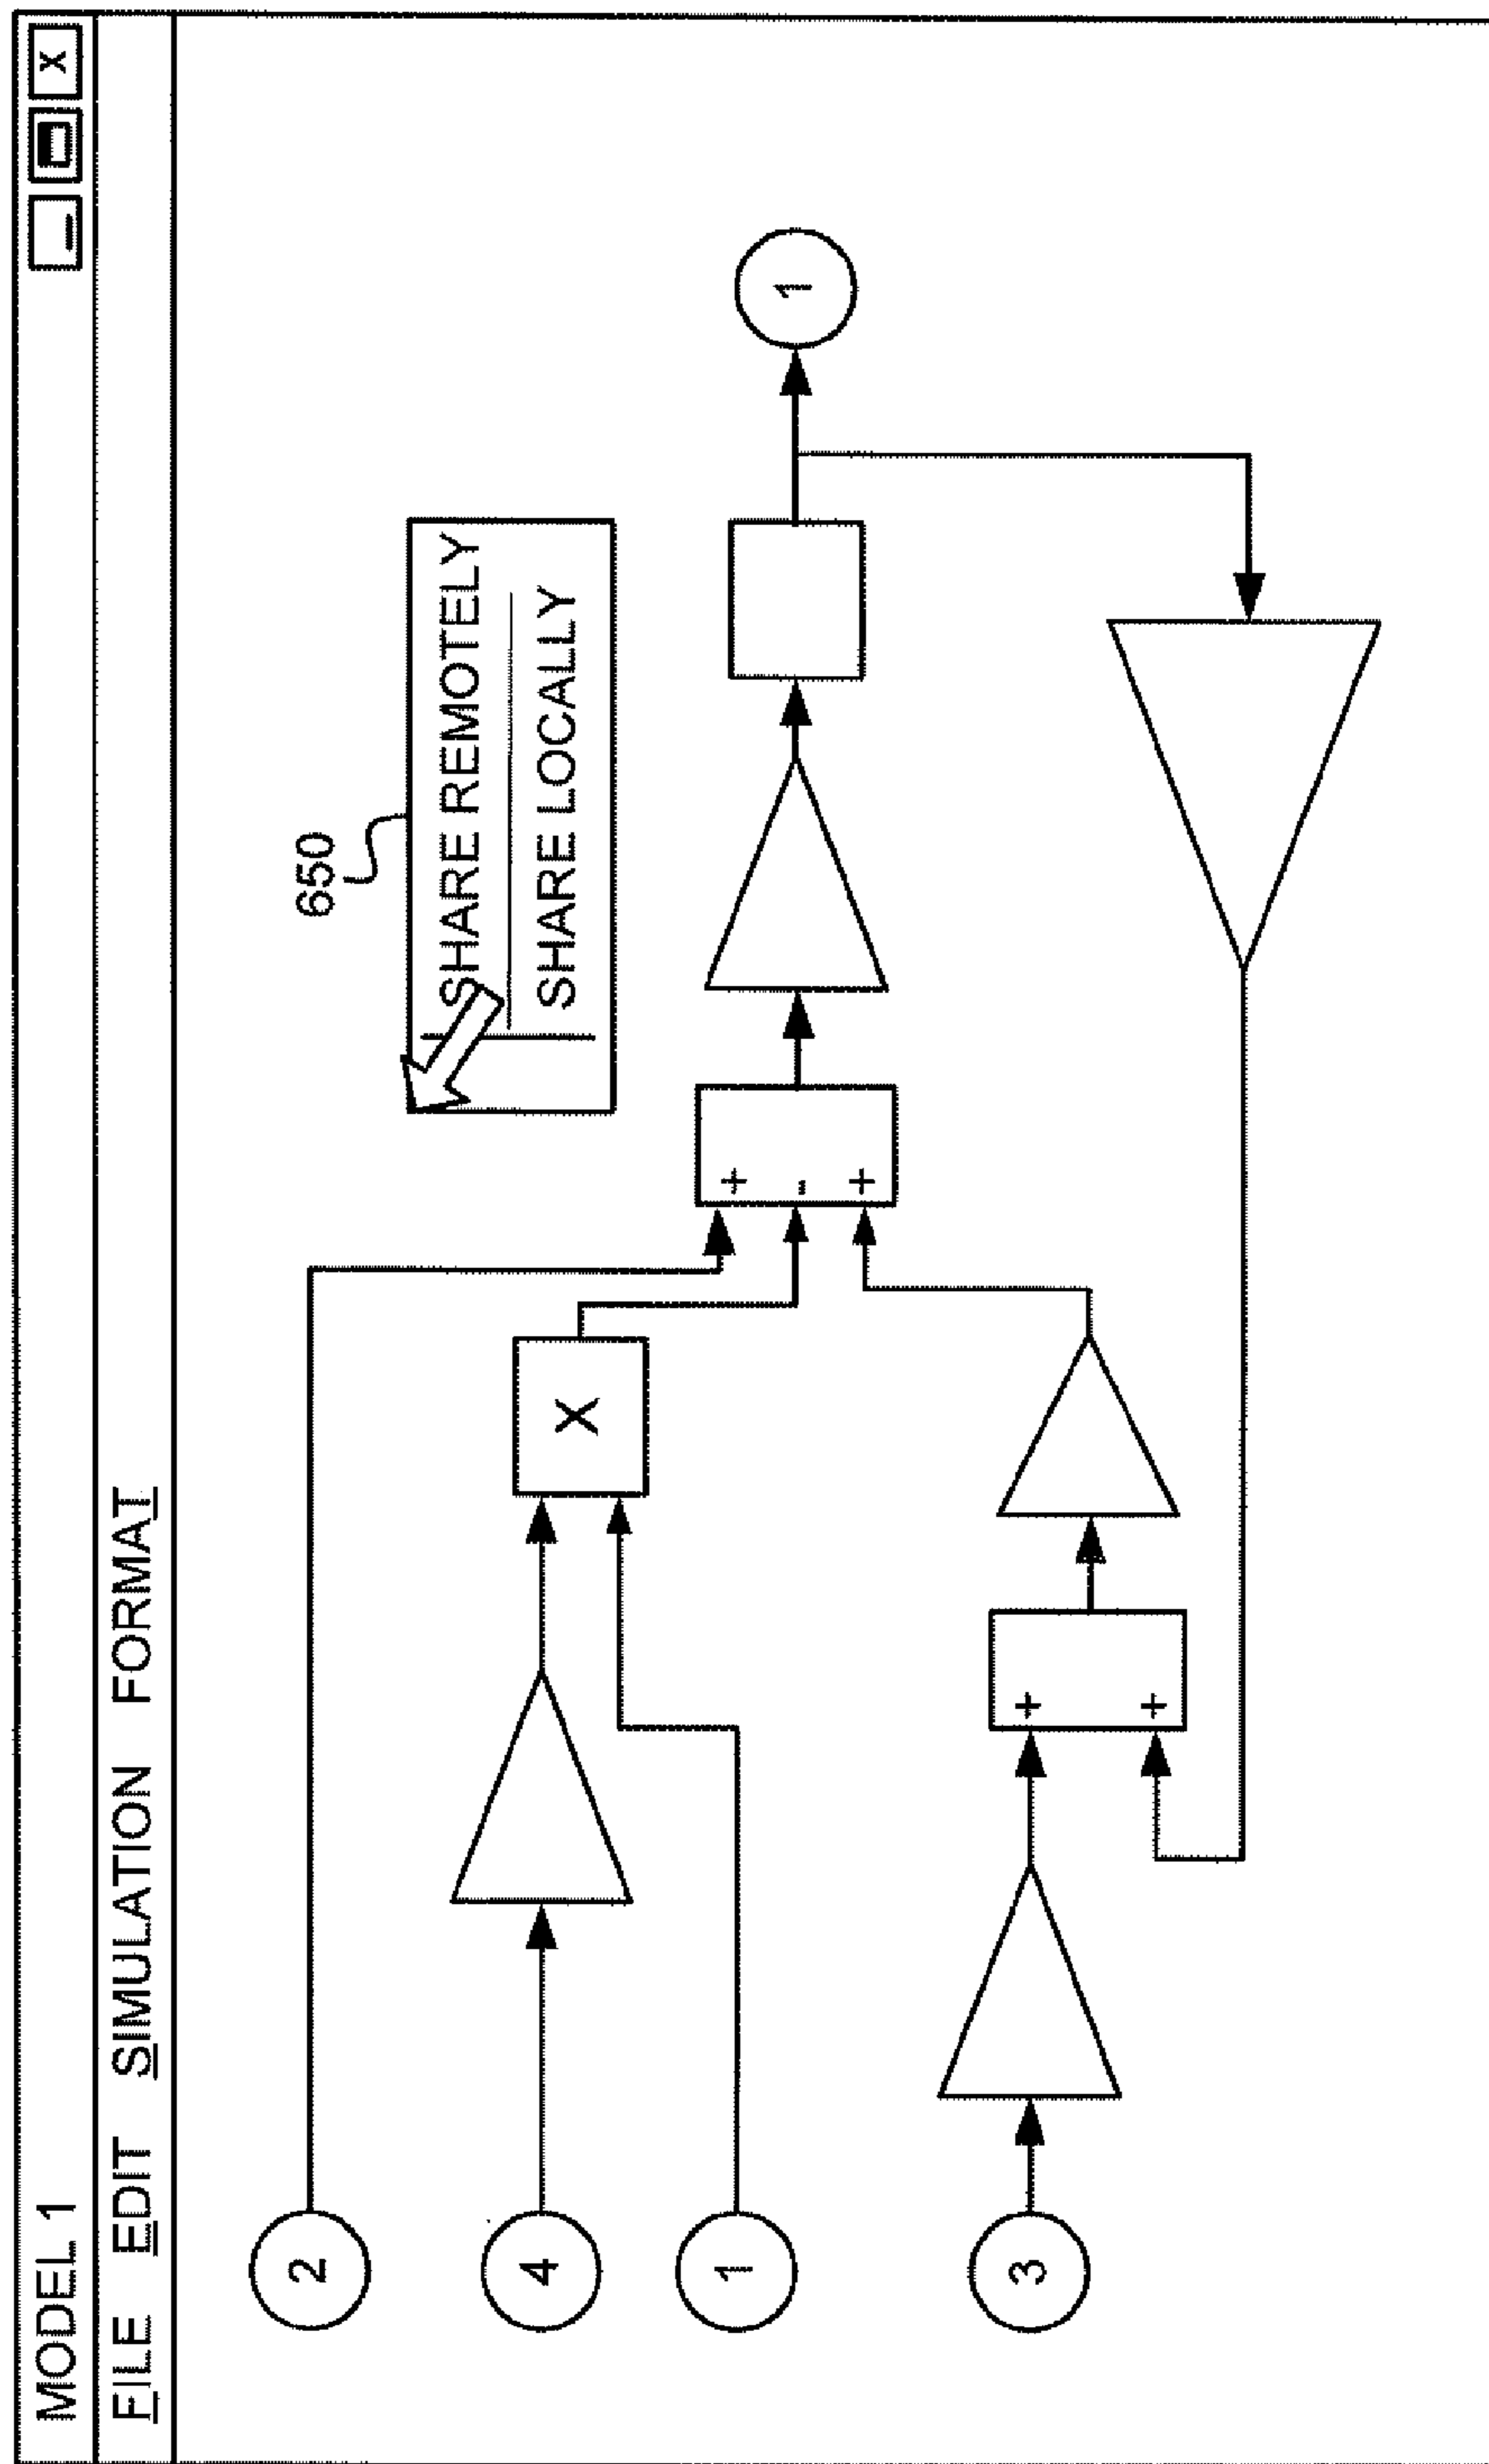 MODEL 1
_ X
FILE EDIT SIMULATION FORMAT
650
SHARE REMOTELY
SHARE LOCALLY
2
4
X
1
3
+
+
+
-
+
1